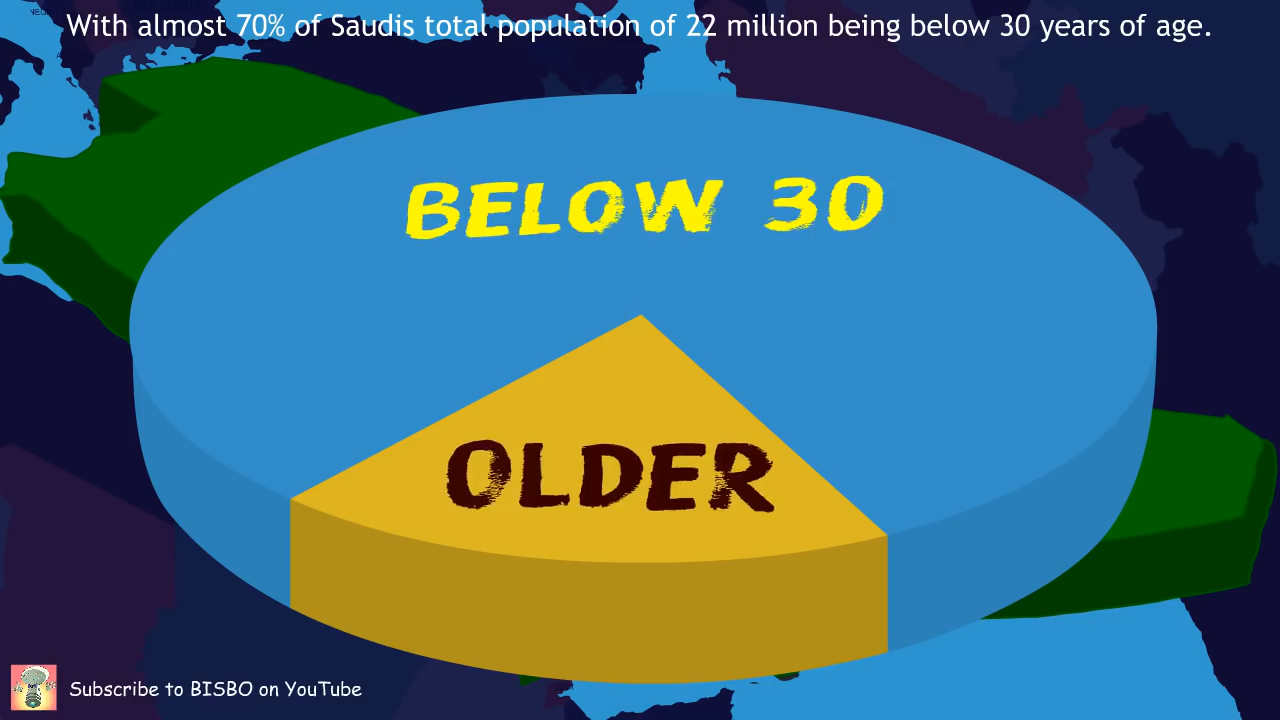 With almost 70% of Saudis total population of 22 million being below 30 years of age.
BELOW 30
OLDER
Subscribe to BISBO on YouTube